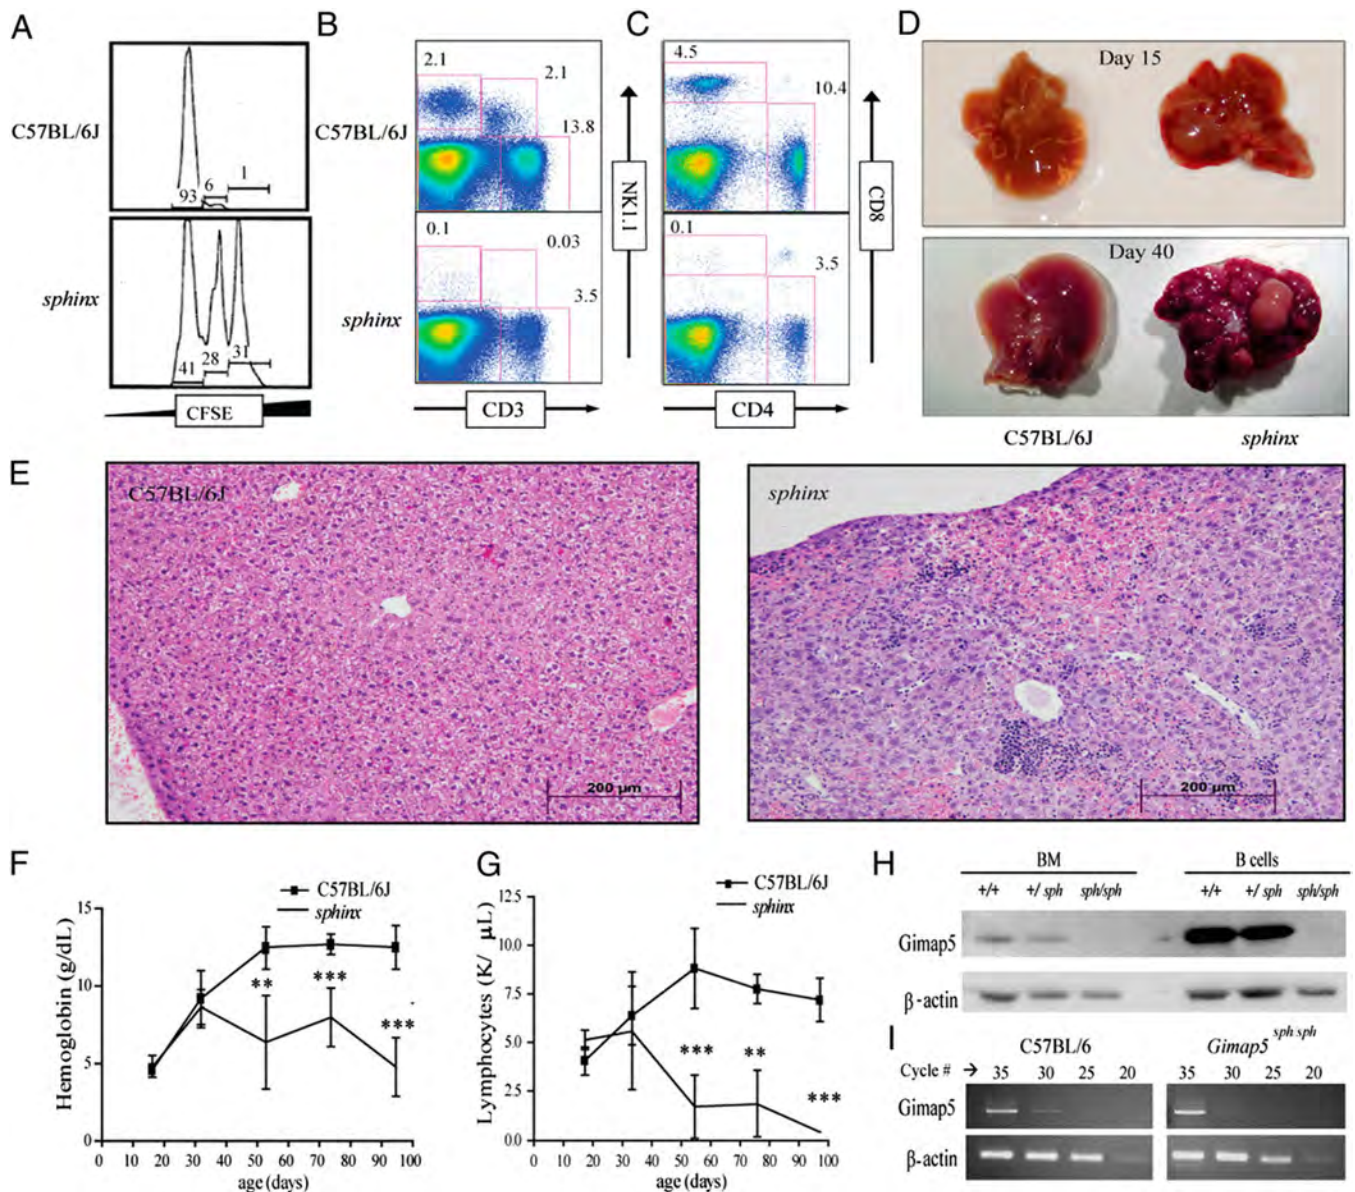 A
C57BL/6J
93
6
1
sphinx
41
28
31
CFSE
B
C57BL/6J
2.1
2.1
13.8
NK1.1
sphinx
0.1
0.03
3.5
CD3
C
4.5
10.4
CD8
0.1
3.5
CD4
D
Day 15
Day 40
C57BL/6J sphinx
E
C57BL/6J
200 µm
sphinx
200 µm
F
C57BL/6J
sphinx
Hemoglobin (g/dL)
15
10
5
0
** *** ***
0 10 20 30 40 50 60 70 80 90 100
age (days)
G
C57BL/6J
sphinx
Lymphocytes (K/ µL)
12.5
10.0
7.5
5.0
2.5
0.0
*** ** ***
0 10 20 30 40 50 60 70 80 90 100
age (days)
H
BM B cells
+/+ +/ sph sph/sph +/+ +/ sph sph/sph
Gimap5
β-actin
I
C57BL/6 Gimap5 sph sph
Cycle # → 35 30 25 20 35 30 25 20
Gimap5
β-actin